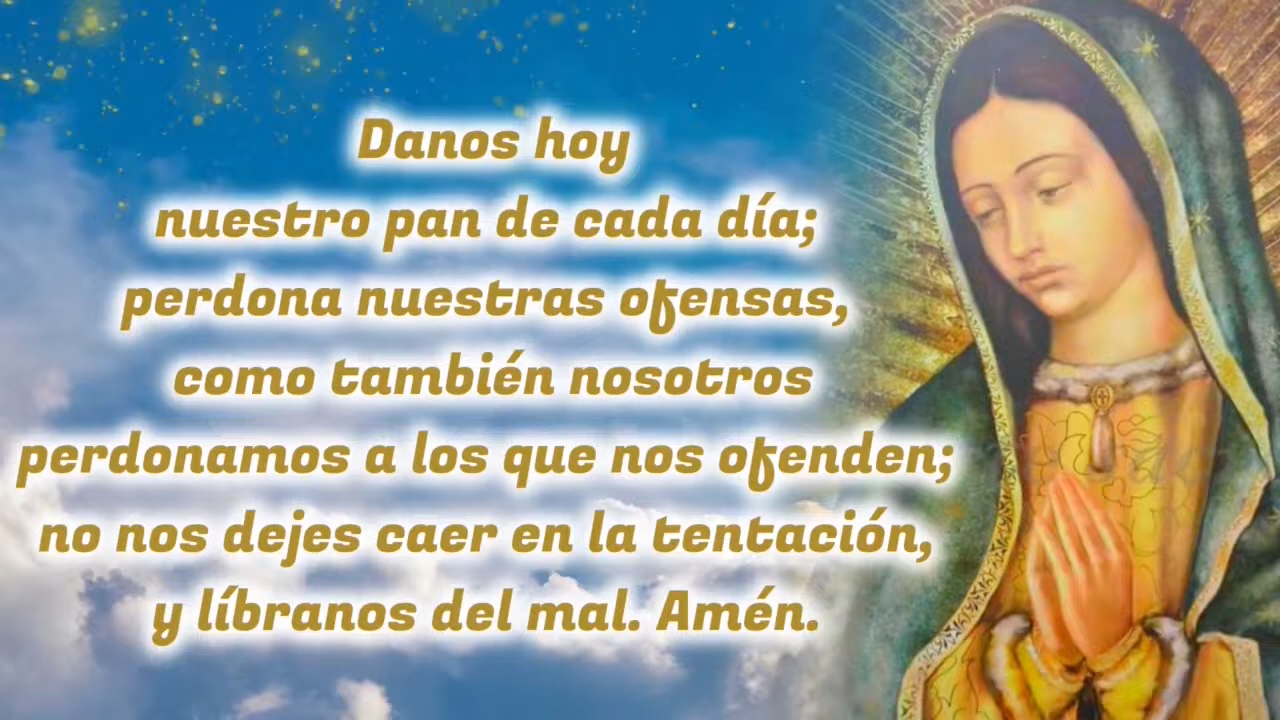 Danos hoy
nuestro pan de cada día;
perdona nuestras ofensas,
como también nosotros
perdonamos a los que nos ofenden;
no nos dejes caer en la tentación,
y líbranos del mal. Amén.